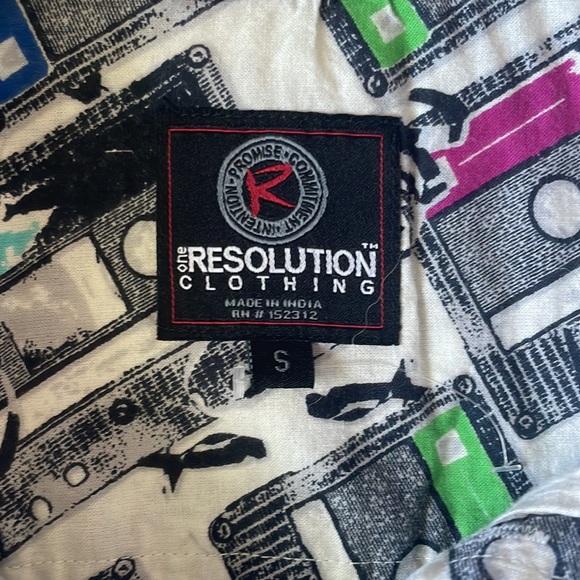 PROMISE • COMMITMENT • INTENTION •
R
one RESOLUTION™
CLOTHING
MADE IN INDIA
RN # 152312
S